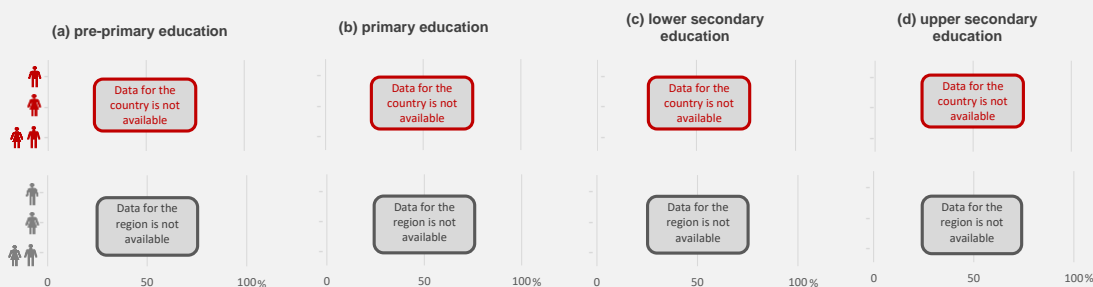 (a) pre-primary education
(b) primary education
(c) lower secondary
education
(d) upper secondary
education
Data for the
country is not
available
Data for the
country is not
available
Data for the
country is not
available
Data for the
country is not
available
Data for the
region is not
available
Data for the
region is not
available
Data for the
region is not
available
Data for the
region is not
available
0 50 100%
0 50 100%
0 50 100%
0 50 100%